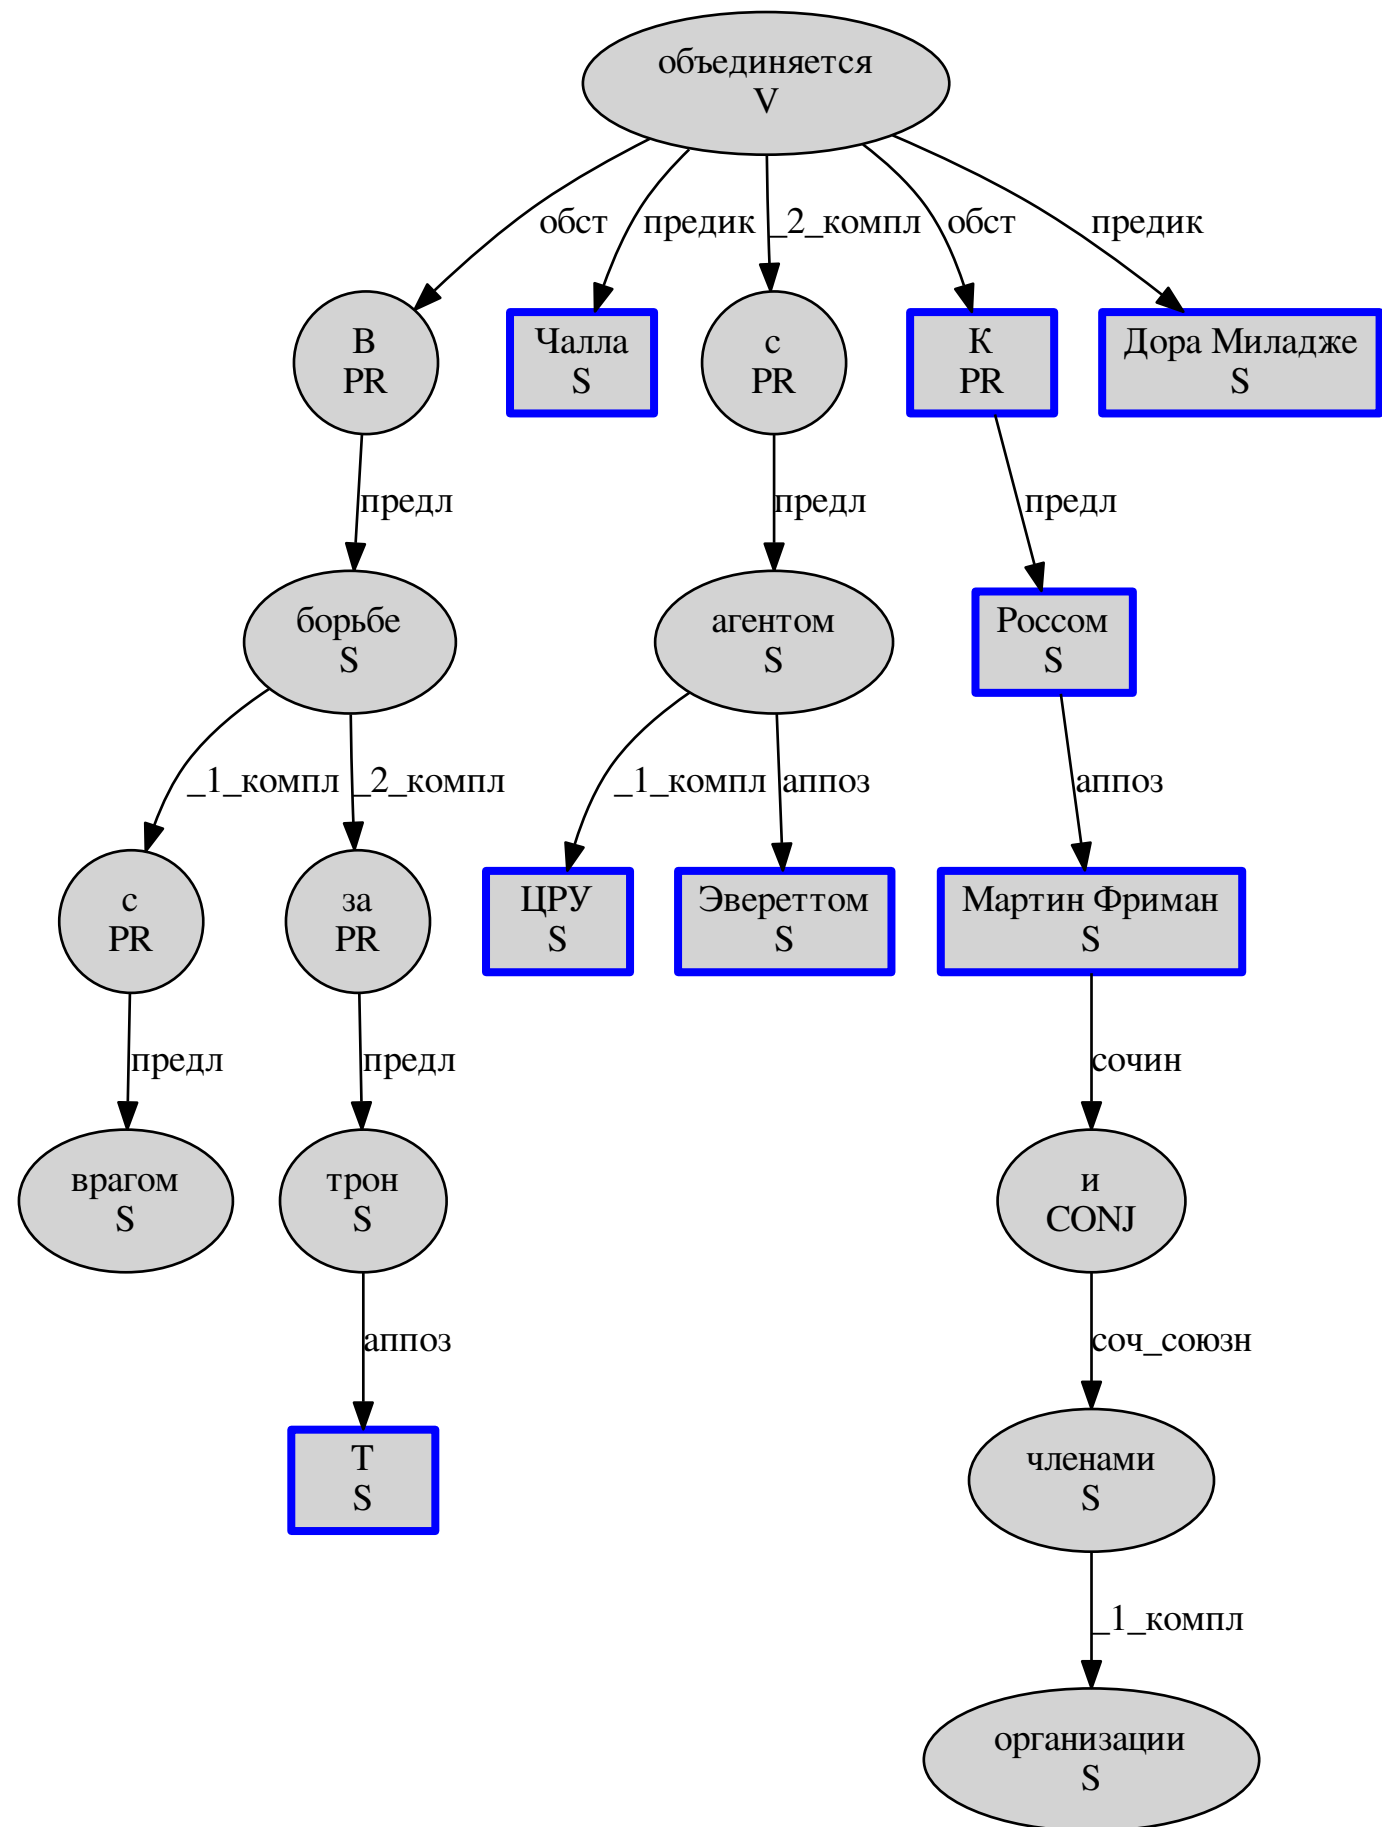 объединяется
V
обст
предик
_2_компл
обст
предик
В
PR
Чалла
S
с
PR
К
PR
Дора Миладже
S
предл
предл
предл
борьбе
S
агентом
S
Россом
S
_1_компл
_2_компл
_1_компл
аппоз
аппоз
с
PR
за
PR
ЦРУ
S
Эвереттом
S
Мартин Фриман
S
предл
предл
сочин
врагом
S
трон
S
и
CONJ
аппоз
соч_союзн
Т
S
членами
S
_1_компл
организации
S